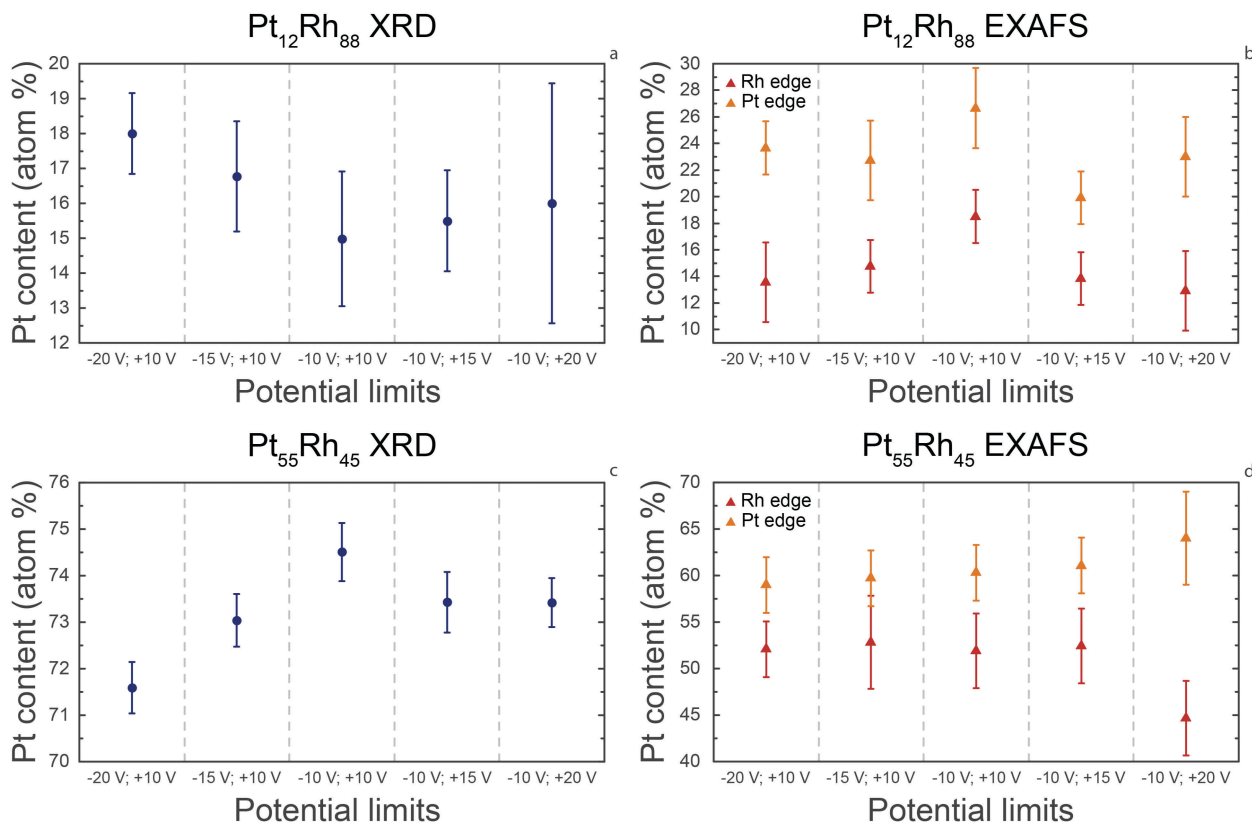 Pt₁₂Rh₈₈ XRD
a
Pt content (atom %)
20
19
18
17
16
15
14
13
12
-20 V; +10 V
-15 V; +10 V
-10 V; +10 V
-10 V; +15 V
-10 V; +20 V
Potential limits
Pt₁₂Rh₈₈ EXAFS
b
Rh edge
Pt edge
Pt content (atom %)
30
28
26
24
22
20
18
16
14
12
10
-20 V; +10 V
-15 V; +10 V
-10 V; +10 V
-10 V; +15 V
-10 V; +20 V
Potential limits
Pt₅₅Rh₄₅ XRD
c
Pt content (atom %)
76
75
74
73
72
71
70
-20 V; +10 V
-15 V; +10 V
-10 V; +10 V
-10 V; +15 V
-10 V; +20 V
Potential limits
Pt₅₅Rh₄₅ EXAFS
d
Rh edge
Pt edge
Pt content (atom %)
70
65
60
55
50
45
40
-20 V; +10 V
-15 V; +10 V
-10 V; +10 V
-10 V; +15 V
-10 V; +20 V
Potential limits